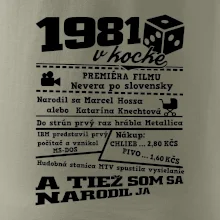 1981
v kocke
PREMIÉRA FILMU
Nevera po slovensky
Narodil sa Marcel Hossa
alebo Katarína Knechtová
Do strún prvý raz hrábla Metallica
IBM predstavil prvý
počítač a vznikol
MS-DOS
Nákup:
CHLIEB ... 2,80 KČS
PIVO ... 1,40 KČS
Hudobná stanica MTV spustila vysielanie
A TIEŽ SOM SA
NARODIL JA